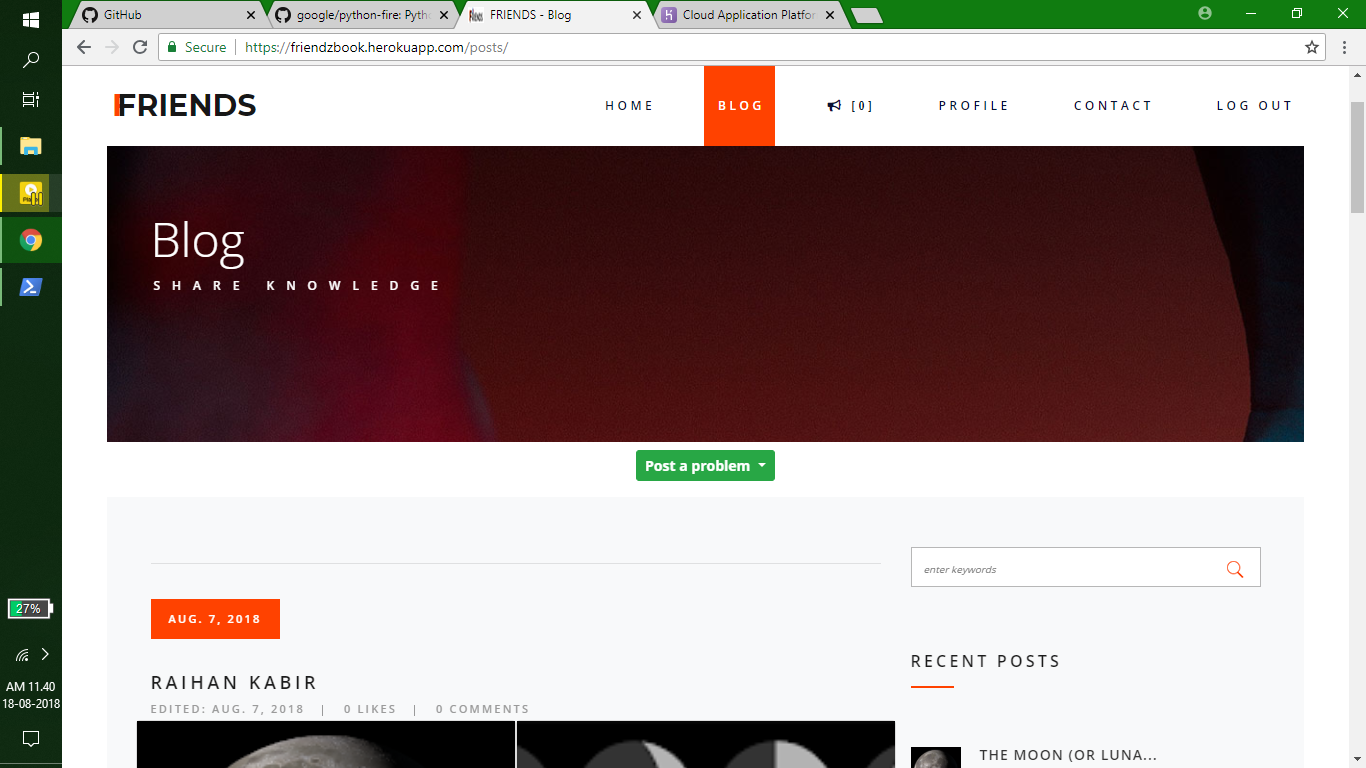 GitHub
google/python-fire: Pyth
FRIENDS - Blog
Cloud Application Platfor
Secure
https://friendzbook.herokuapp.com/posts/
FRIENDS
HOME
BLOG
[0]
PROFILE
CONTACT
LOG OUT
Blog
SHARE KNOWLEDGE
Post a problem
enter keywords
AUG. 7, 2018
RECENT POSTS
RAIHAN KABIR
EDITED: AUG. 7, 2018 | 0 LIKES | 0 COMMENTS
THE MOON (OR LUNA...
27%
AM 11.40
18-08-2018